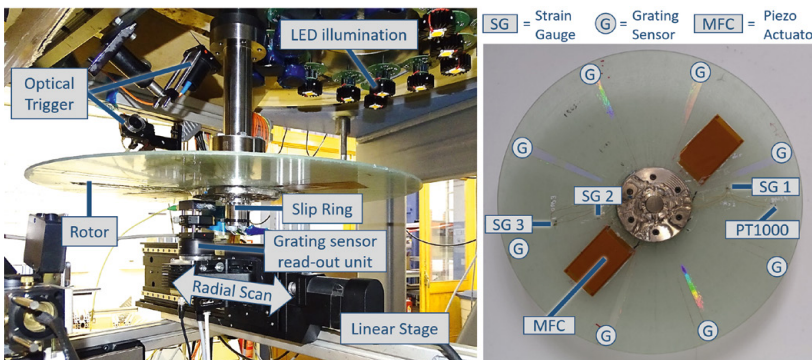 LED illumination
Optical
Trigger
Slip Ring
Rotor
Grating sensor
read-out unit
Radial Scan
Linear Stage
SG = Strain
Gauge
G = Grating
Sensor
MFC = Piezo
Actuato
G
G
G
G
SG 1
SG 2
SG 3
PT1000
G
G
MFC
G
G